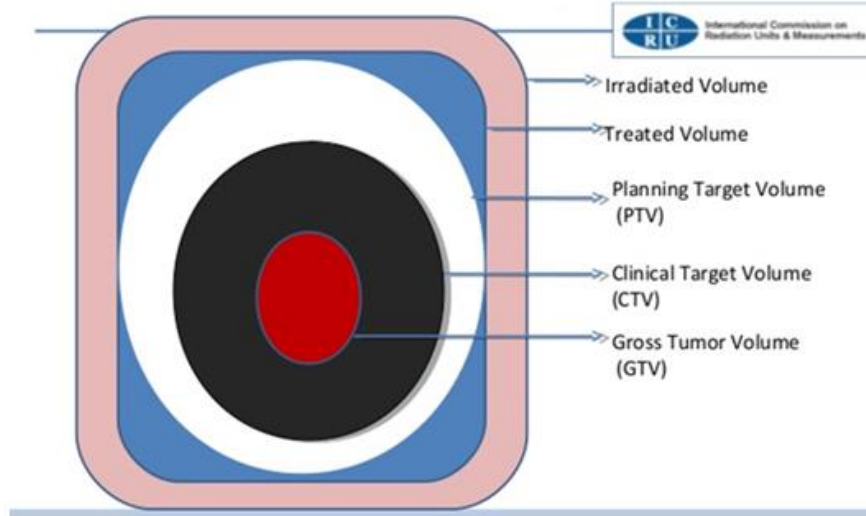 I C
R U
International Commission on
Radiation Units & Measurements
Irradiated Volume
Treated Volume
Planning Target Volume
(PTV)
Clinical Target Volume
(CTV)
Gross Tumor Volume
(GTV)